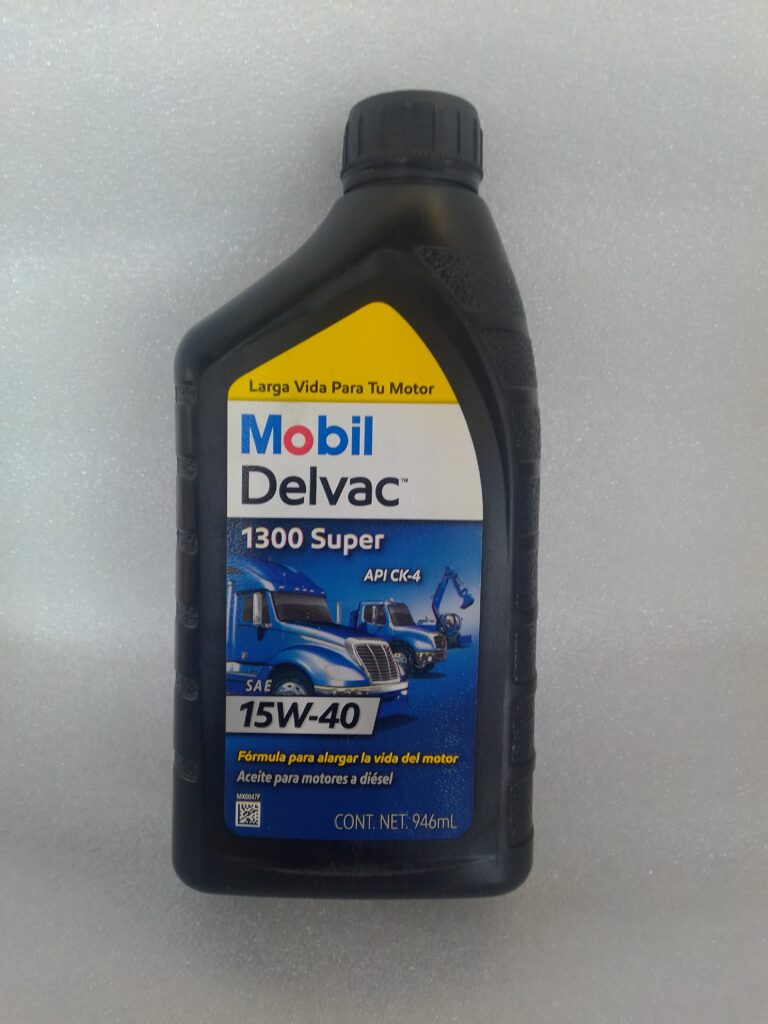 Larga Vida Para Tu Motor
Mobil
Delvac™
1300 Super
API CK-4
SAE
15W-40
Fórmula para alargar la vida del motor
Aceite para motores a diésel
MX0047F
CONT. NET. 946mL